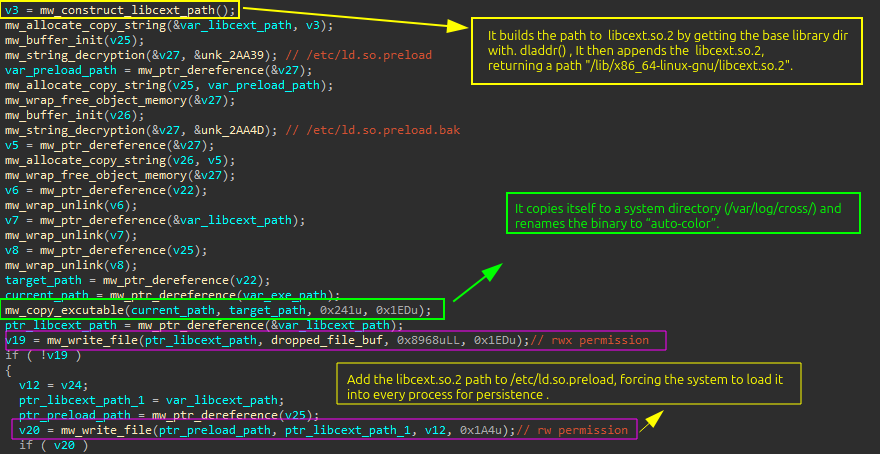 v3 = mw_construct_libcext_path();
mw_allocate_copy_string(&var_libcext_path, v3);
mw_buffer_init(v25);
mw_string_decryption(&v27, &unk_2AA39); // /etc/ld.so.preload
var_preload_path = mw_ptr_dereference(&v27);
mw_allocate_copy_string(v25, var_preload_path);
mw_wrap_free_object_memory(&v27);
mw_buffer_init(v26);
mw_string_decryption(&v27, &unk_2AA4D); // /etc/ld.so.preload.bak
v5 = mw_ptr_dereference(&v27);
mw_allocate_copy_string(v26, v5);
mw_wrap_free_object_memory(&v27);
v6 = mw_ptr_dereference(v22);
mw_wrap_unlink(v6);
v7 = mw_ptr_dereference(&var_libcext_path);
mw_wrap_unlink(v7);
v8 = mw_ptr_dereference(v25);
mw_wrap_unlink(v8);
target_path = mw_ptr_dereference(v22);
current_path = mw_ptr_dereference(var_exe_path);
mw_copy_excutable(current_path, target_path, 0x241u, 0x1EDu);
ptr_libcext_path = mw_ptr_dereference(&var_libcext_path);
v19 = mw_write_file(ptr_libcext_path, dropped_file_buf, 0x8968uLL, 0x1EDu);// rwx permission
if ( !v19 )
{
v12 = v24;
ptr_libcext_path_1 = var_libcext_path;
ptr_preload_path = mw_ptr_dereference(v25);
v20 = mw_write_file(ptr_preload_path, ptr_libcext_path_1, v12, 0x1A4u);// rw permission
if ( v20 )
It builds the path to libcext.so.2 by getting the base library dir
with. dladdr() , It then appends the libcext.so.2,
returning a path "/lib/x86_64-linux-gnu/libcext.so.2".
It copies itself to a system directory (/var/log/cross/) and
renames the binary to “auto-color”.
Add the libcext.so.2 path to /etc/ld.so.preload, forcing the system to load it
into every process for persistence .